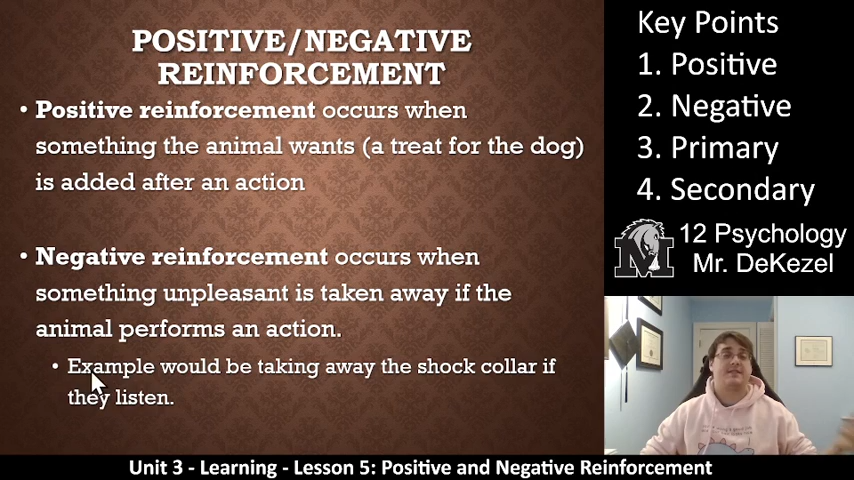 POSITIVE/NEGATIVE
REINFORCEMENT
• Positive reinforcement occurs when
something the animal wants (a treat for the dog)
is added after an action
• Negative reinforcement occurs when
something unpleasant is taken away if the
animal performs an action.
• Example would be taking away the shock collar if
they listen.
Key Points
1. Positive
2. Negative
3. Primary
4. Secondary
M
12 Psychology
Mr. DeKezel
Unit 3 - Learning - Lesson 5: Positive and Negative Reinforcement